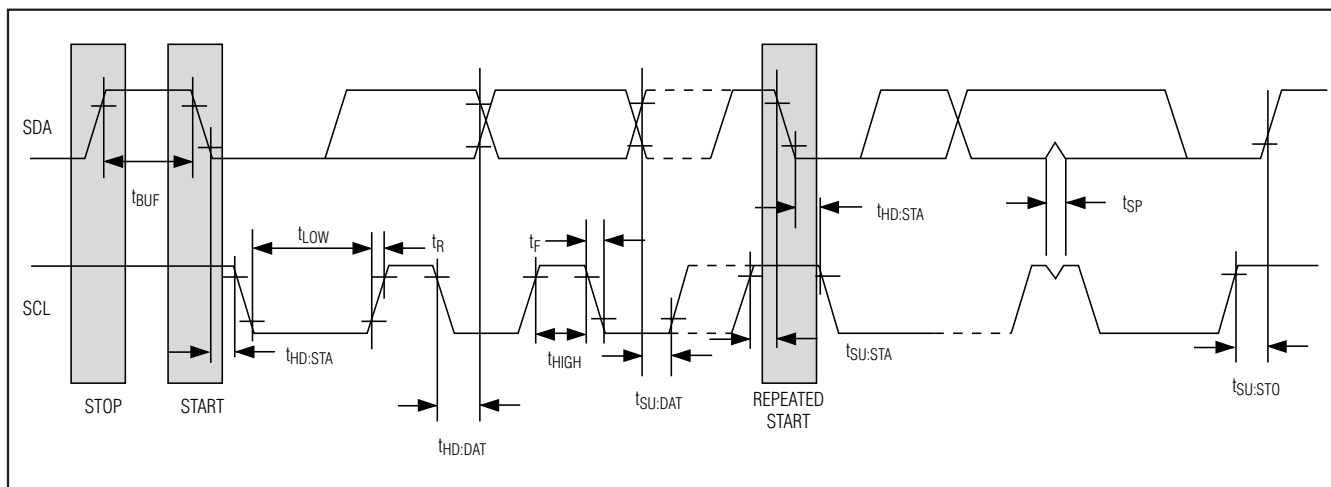 SDA
tBUF
tHD:STA
tSP
tLOW
tR
tF
SCL
tHD:STA
tHIGH
tSU:STA
tSU:DAT
tSU:STO
STOP
START
REPEATED
START
tHD:DAT